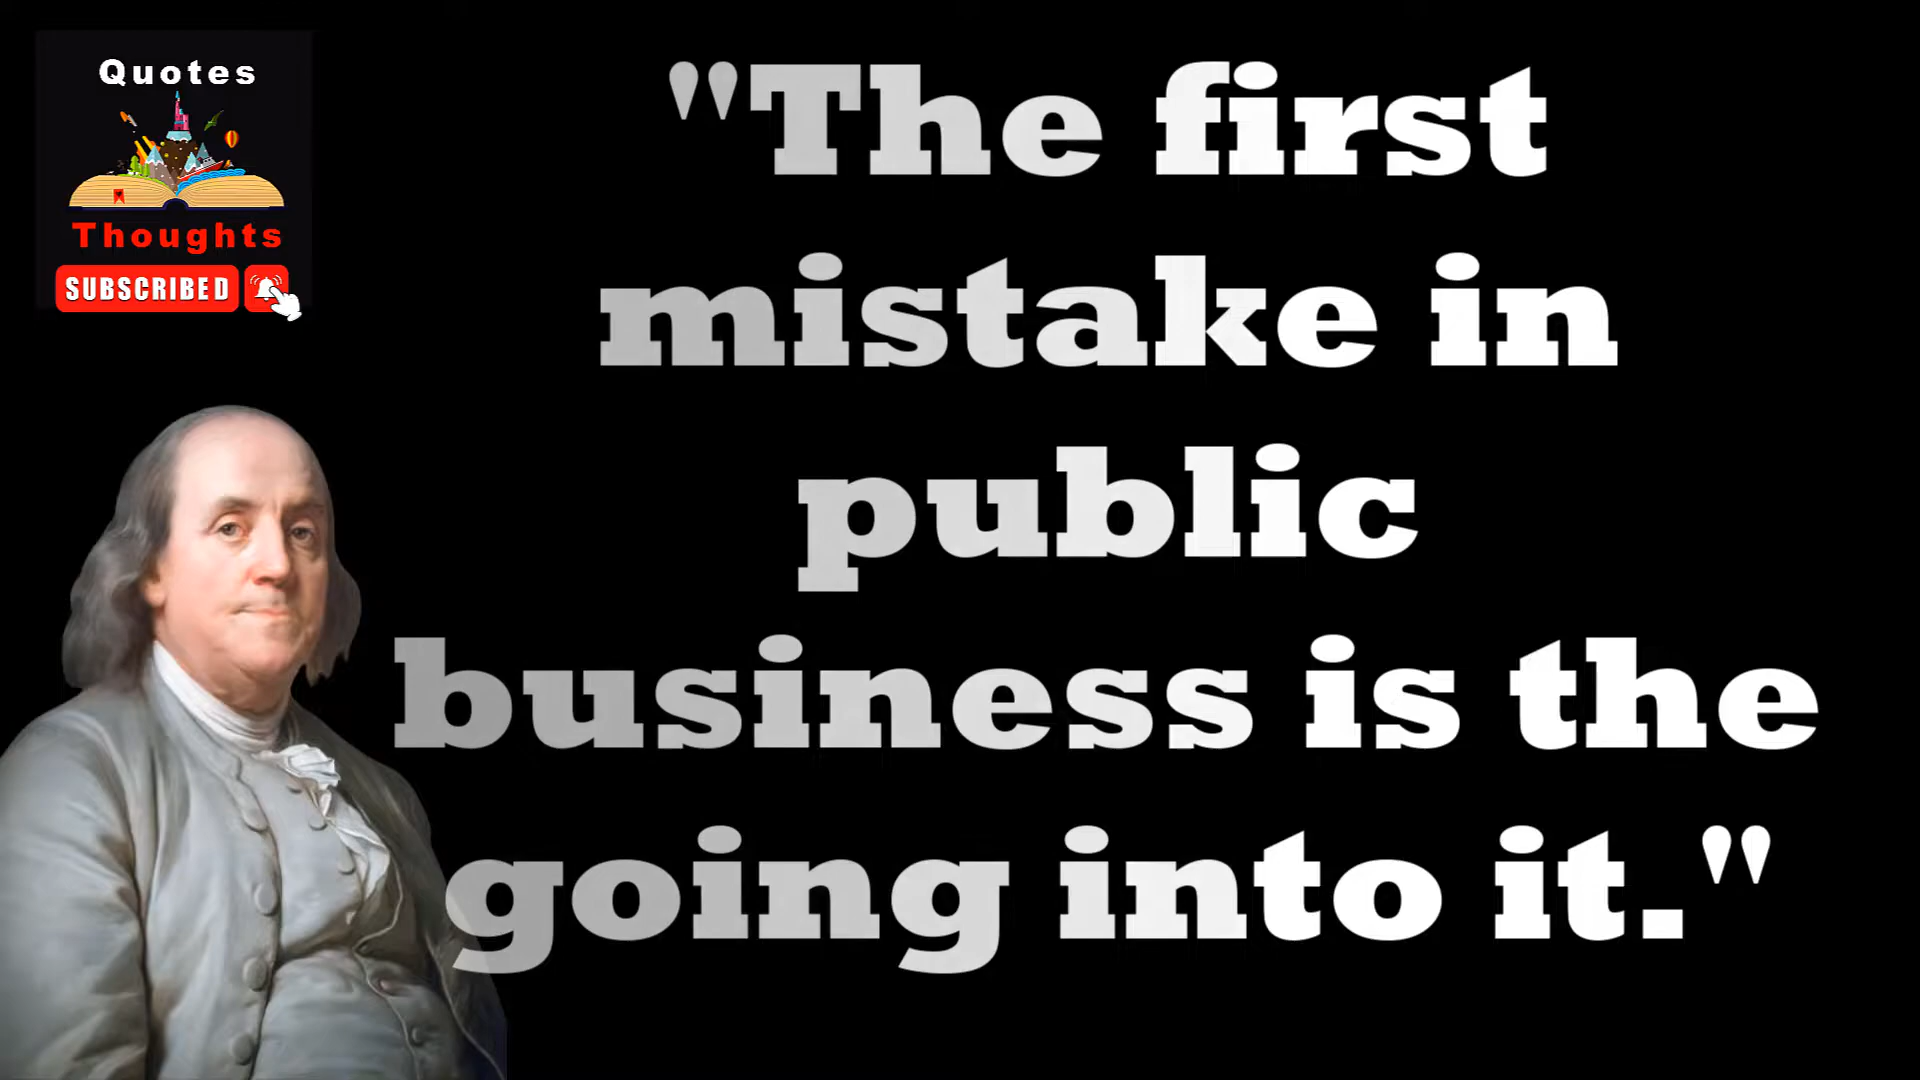 Quotes
Thoughts
SUBSCRIBED
"The first
mistake in
public
business is the
going into it."